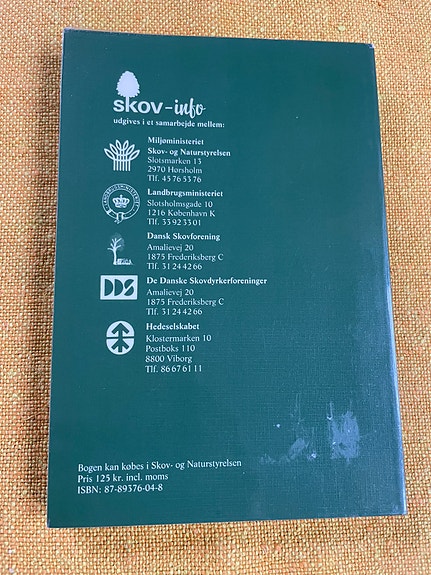 skov-info
udgives i et samarbejde mellem:
Miljøministeriet
Skov- og Naturstyrelsen
Slotsmarken 13
2970 Hørsholm
Tlf. 45 76 53 76
LANDBRUGSMINISTERIET
Landbrugsministeriet
Slotsholmsgade 10
1216 København K
Tlf. 33 92 33 01
Dansk Skovforening
Amalievej 20
1875 Frederiksberg C
Tlf. 31 24 42 66
DDS
De Danske Skovdyrkerforeninger
Amalievej 20
1875 Frederiksberg C
Tlf. 31 24 42 66
Hedeselskabet
Klostermarken 10
Postboks 110
8800 Viborg
Tlf. 86 67 61 11
Bogen kan købes i Skov- og Naturstyrelsen
Pris 125 kr. incl. moms
ISBN: 87-89376-04-8